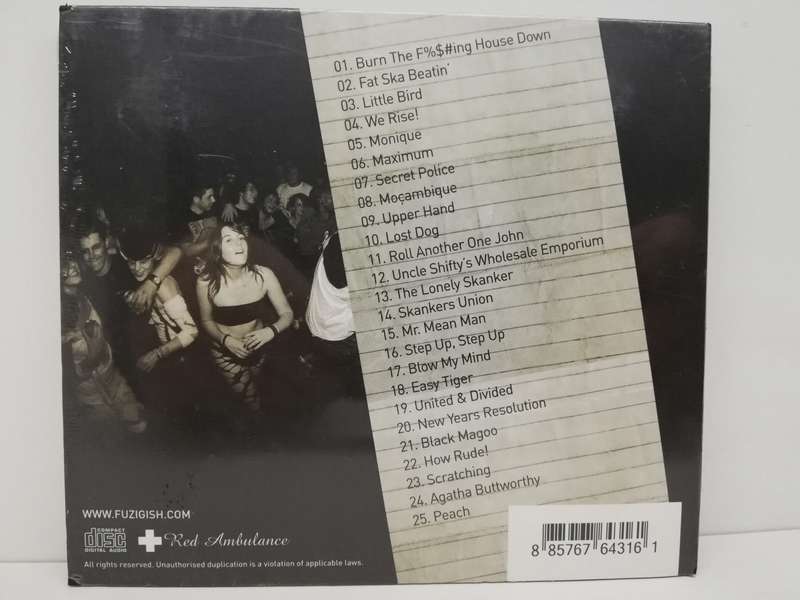 01. Burn The F%$#ing House Down
02. Fat Ska Beatin'
03. Little Bird
04. We Rise!
05. Monique
06. Maximum
07. Secret Police
08. Moçambique
09. Upper Hand
10. Lost Dog
11. Roll Another One John
12. Uncle Shifty's Wholesale Emporium
13. The Lonely Skanker
14. Skankers Union
15. Mr. Mean Man
16. Step Up, Step Up
17. Blow My Mind
18. Easy Tiger
19. United & Divided
20. New Years Resolution
21. Black Magoo
22. How Rude!
23. Scratching
24. Agatha Buttworthy
25. Peach
WWW.FUZIGISH.COM
COMPACT
disc
DIGITAL AUDIO
Red Ambulance
All rights reserved. Unauthorised duplication is a violation of applicable laws.
8 85767 64316 1